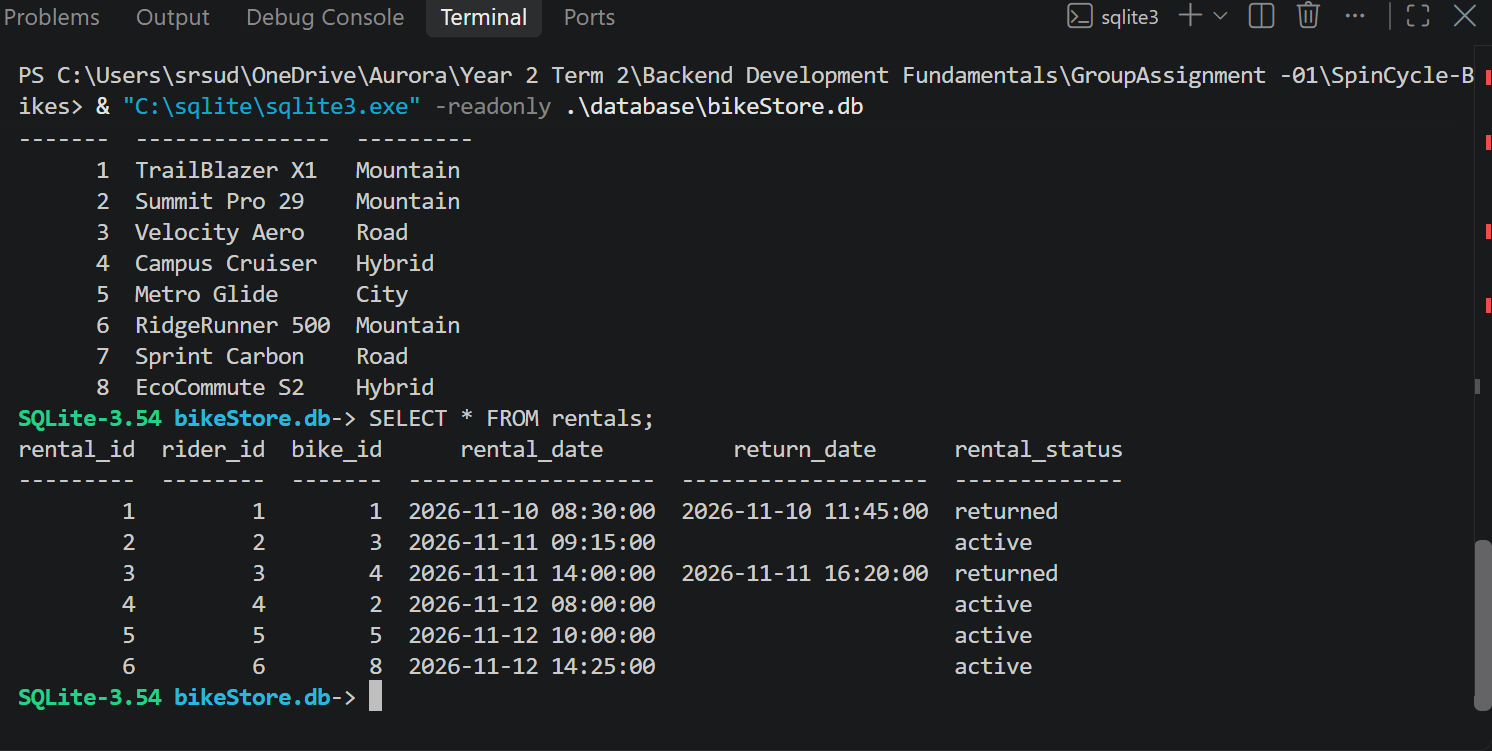 Problems Output Debug Console Terminal Ports sqlite3
PS C:\Users\srsud\OneDrive\Aurora\Year 2 Term 2\Backend Development Fundamentals\GroupAssignment -01\SpinCycle-B
ikes> & "C:\sqlite\sqlite3.exe" -readonly .\database\bikeStore.db
------- --------------- ---------
1 TrailBlazer X1 Mountain
2 Summit Pro 29 Mountain
3 Velocity Aero Road
4 Campus Cruiser Hybrid
5 Metro Glide City
6 RidgeRunner 500 Mountain
7 Sprint Carbon Road
8 EcoCommute S2 Hybrid
SQLite-3.54 bikeStore.db-> SELECT * FROM rentals;
rental_id rider_id bike_id rental_date return_date rental_status
--------- -------- ------- ------------------- ------------------- -------------
1 1 1 2026-11-10 08:30:00 2026-11-10 11:45:00 returned
2 2 3 2026-11-11 09:15:00 active
3 3 4 2026-11-11 14:00:00 2026-11-11 16:20:00 returned
4 4 2 2026-11-12 08:00:00 active
5 5 5 2026-11-12 10:00:00 active
6 6 8 2026-11-12 14:25:00 active
SQLite-3.54 bikeStore.db->